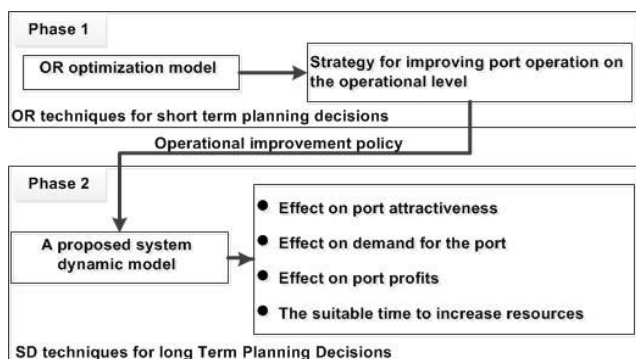 Phase 1
OR optimization model
Strategy for improving port operation on
the operational level
OR techniques for short term planning decisions
Operational improvement policy
Phase 2
A proposed system
dynamic model
Effect on port attractiveness
Effect on demand for the port
Effect on port profits
The suitable time to increase resources
SD techniques for long Term Planning Decisions